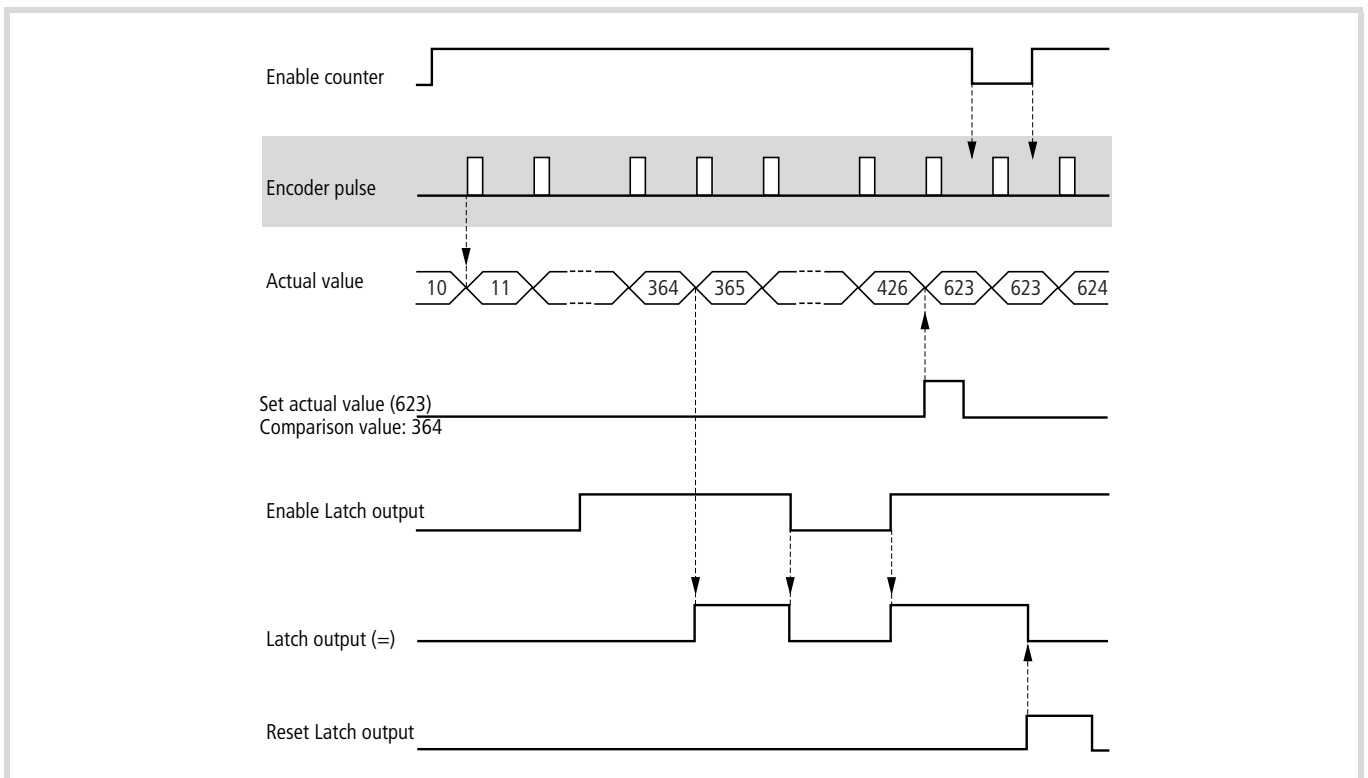 Enable counter
Encoder pulse
Actual value
10 11 364 365 426 623 623 624
Set actual value (623)
Comparison value: 364
Enable Latch output
Latch output (=)
Reset Latch output